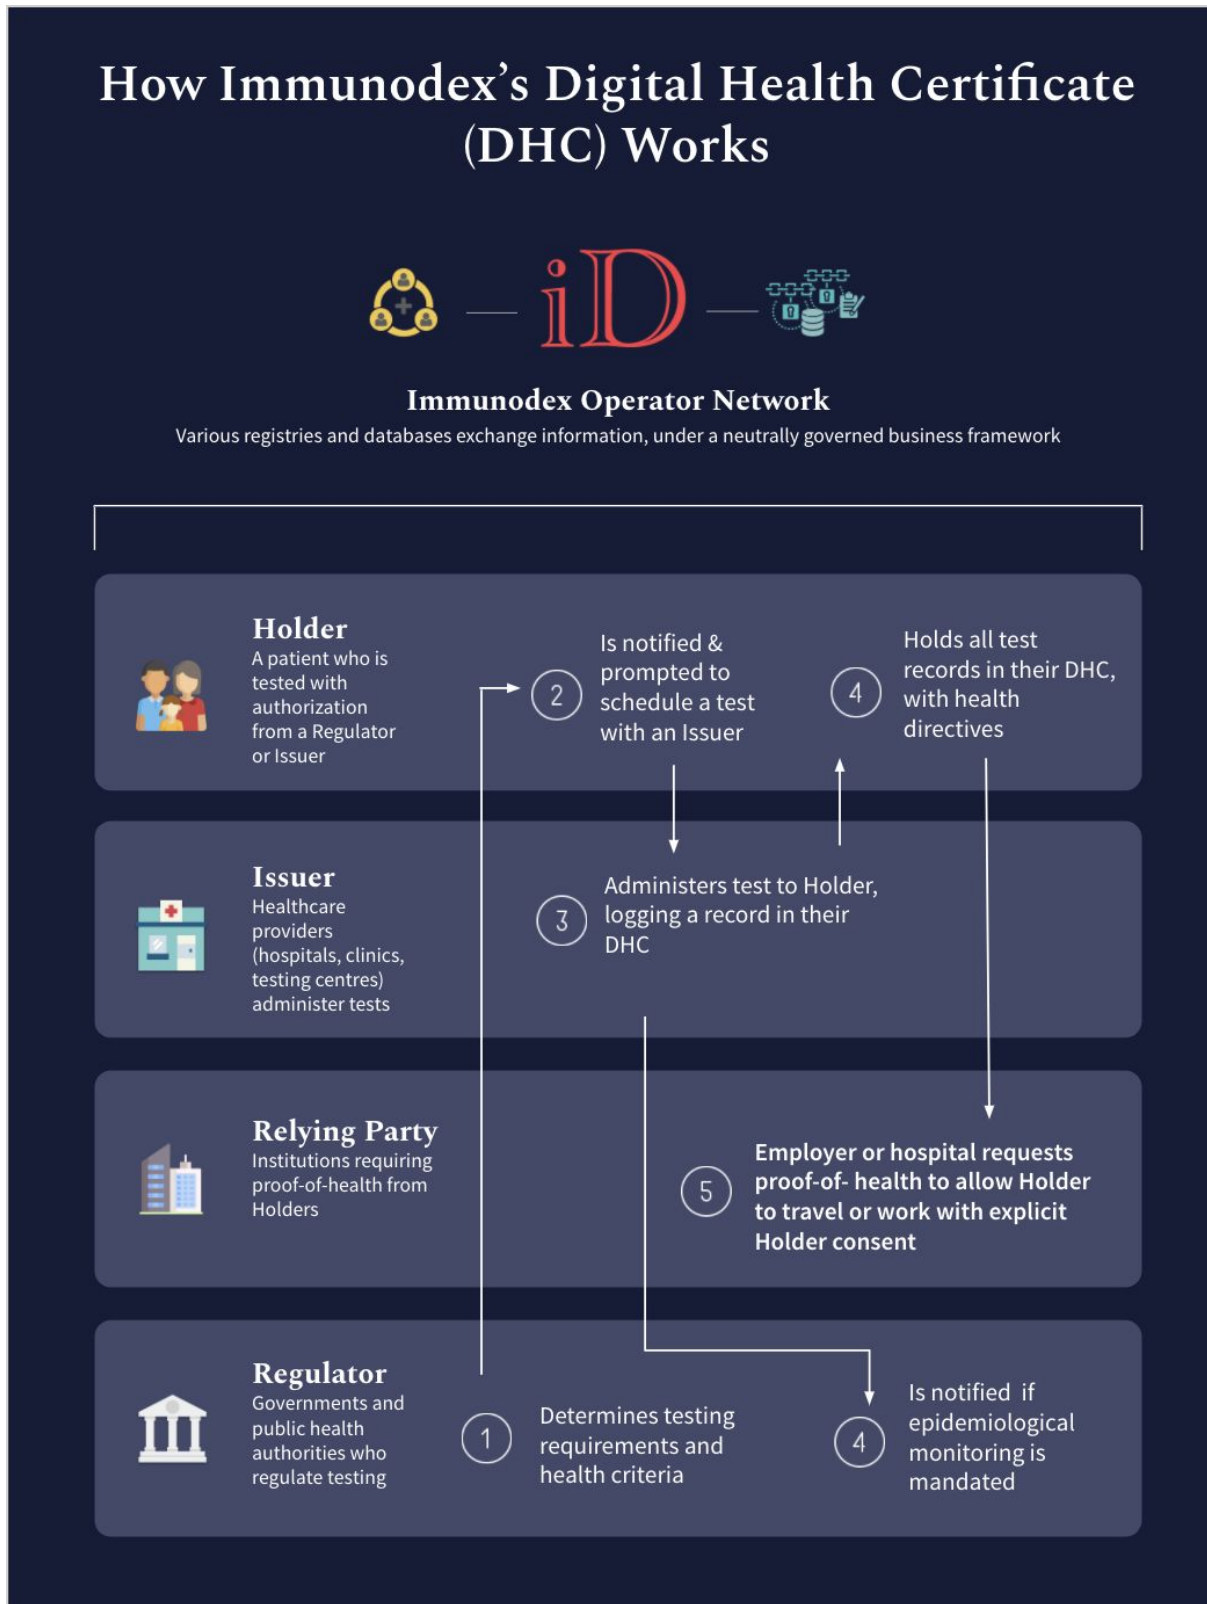 How Immunodex’s Digital Health Certificate
(DHC) Works
iD
Immunodex Operator Network
Various registries and databases exchange information, under a neutrally governed business framework
Holder
A patient who is
tested with
authorization
from a Regulator
or Issuer
2
Is notified &
prompted to
schedule a test
with an Issuer
4
Holds all test
records in their DHC,
with health
directives
Issuer
Healthcare
providers
(hospitals, clinics,
testing centres)
administer tests
3
Administers test to Holder,
logging a record in their
DHC
Relying Party
Institutions requiring
proof-of-health from
Holders
5
Employer or hospital requests
proof-of- health to allow Holder
to travel or work with explicit
Holder consent
Regulator
Governments and
public health
authorities who
regulate testing
1
Determines testing
requirements and
health criteria
4
Is notified if
epidemiological
monitoring is
mandated